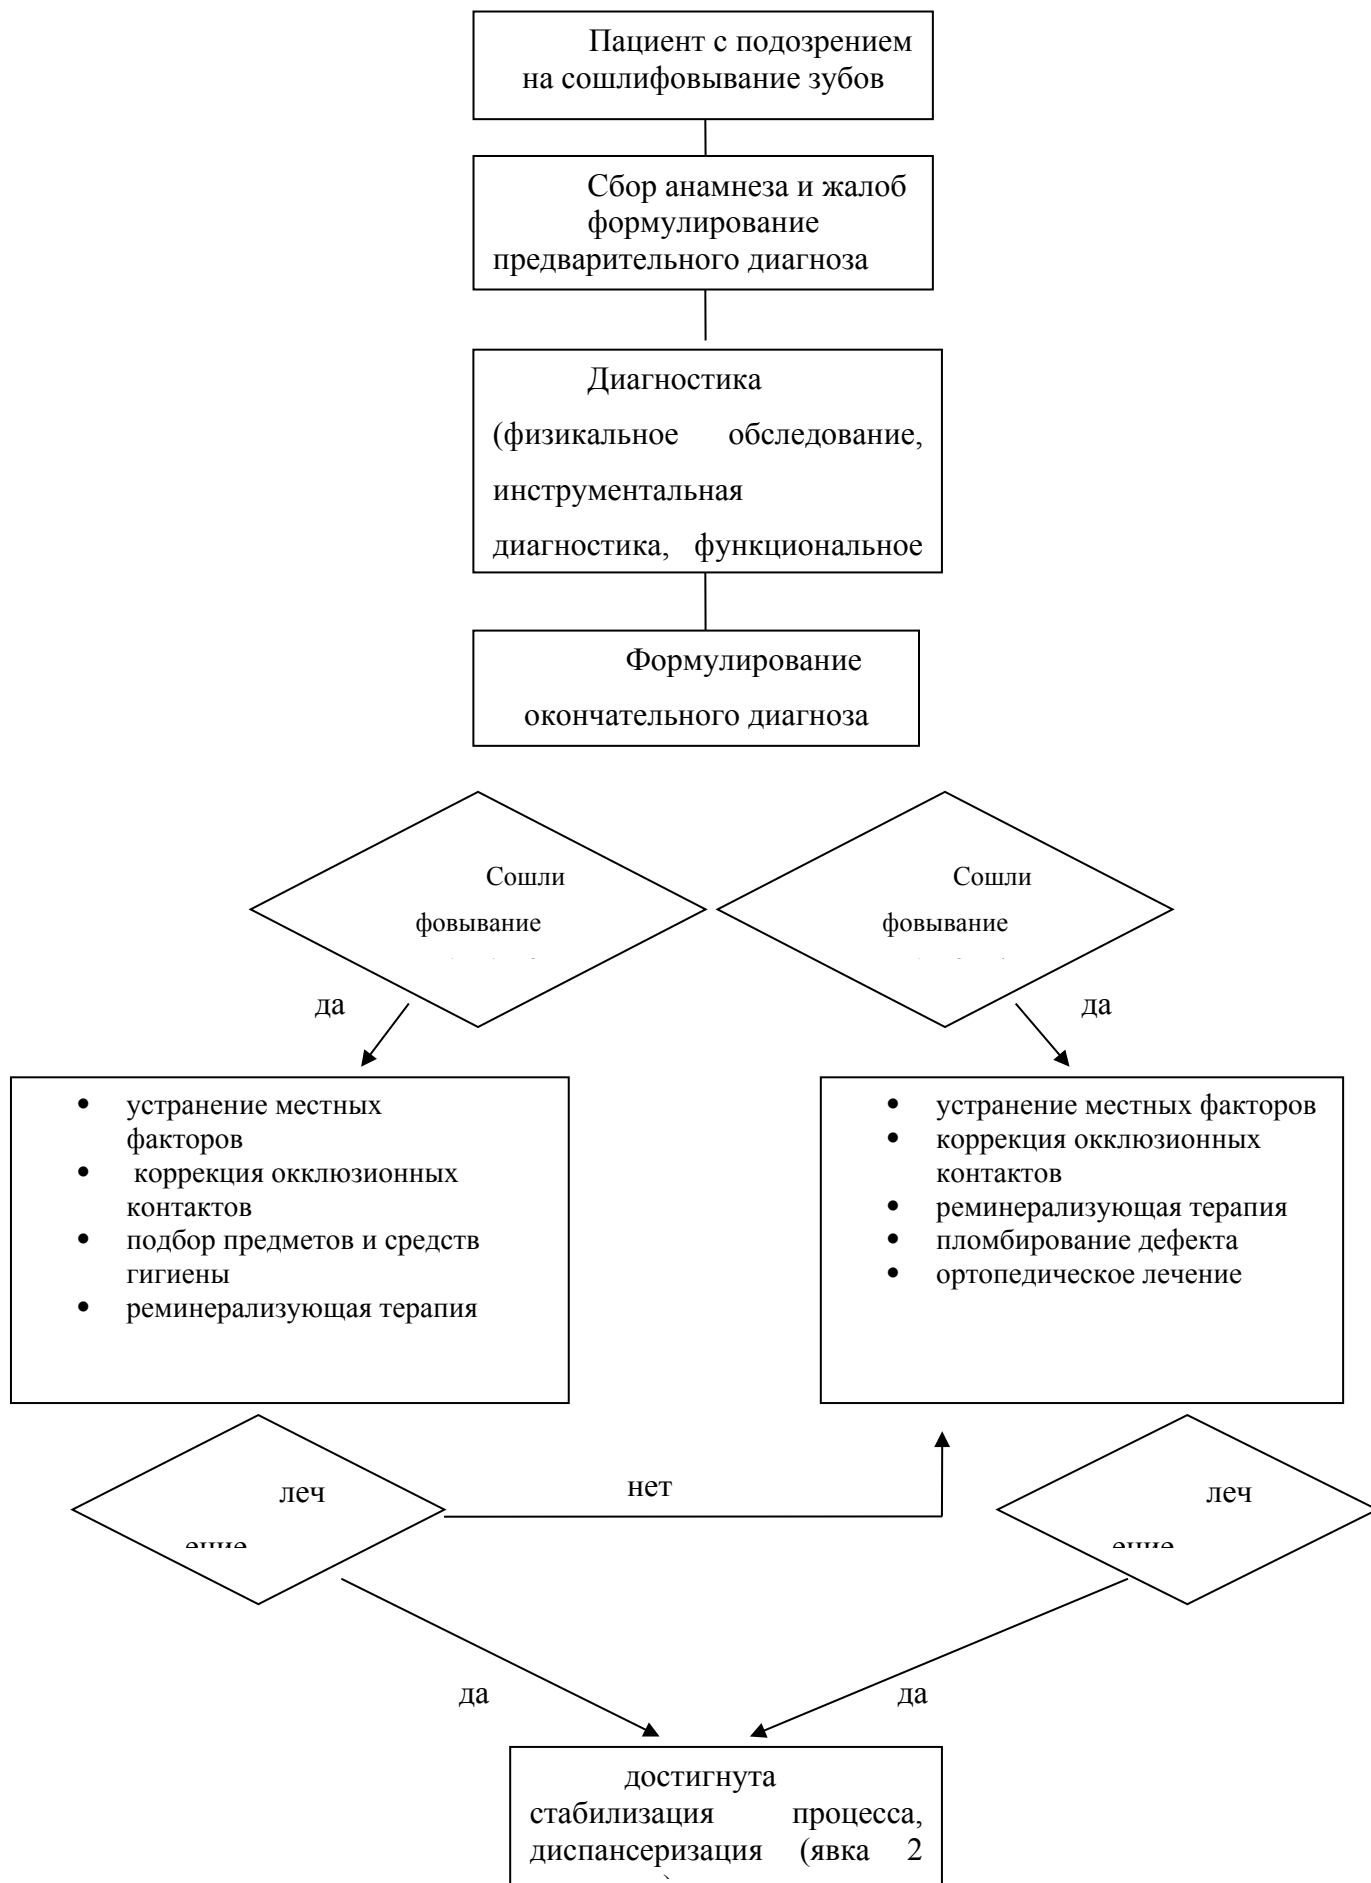 Пациент с подозрением
на сошлифовывание зубов
Сбор анамнеза и жалоб
формулирование
предварительного диагноза
Диагностика
(физикальное обследование,
инструментальная
диагностика, функциональное
Формулирование
окончательного диагноза
Сошли
фовывание
Сошли
фовывание
да
да
• устранение местных
факторов
• коррекция окклюзионных
контактов
• подбор предметов и средств
гигиены
• реминерализующая терапия
• устранение местных факторов
• коррекция окклюзионных
контактов
• реминерализующая терапия
• пломбирование дефекта
• ортопедическое лечение
леч
ение
нет
леч
ение
да
да
достигнута
стабилизация процесса,
диспансеризация (явка 2